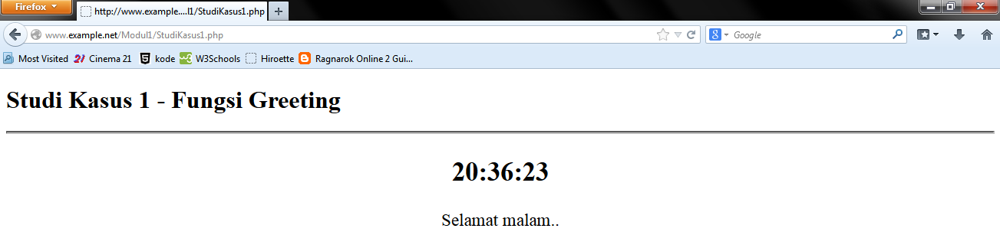 Firefox
http://www.example....l1/StudiKasus1.php
www.example.net/Modul1/StudiKasus1.php
Google
Most Visited Cinema 21 kode W3Schools Hiroette Ragnarok Online 2 Gui...
Studi Kasus 1 - Fungsi Greeting
20:36:23
Selamat malam..